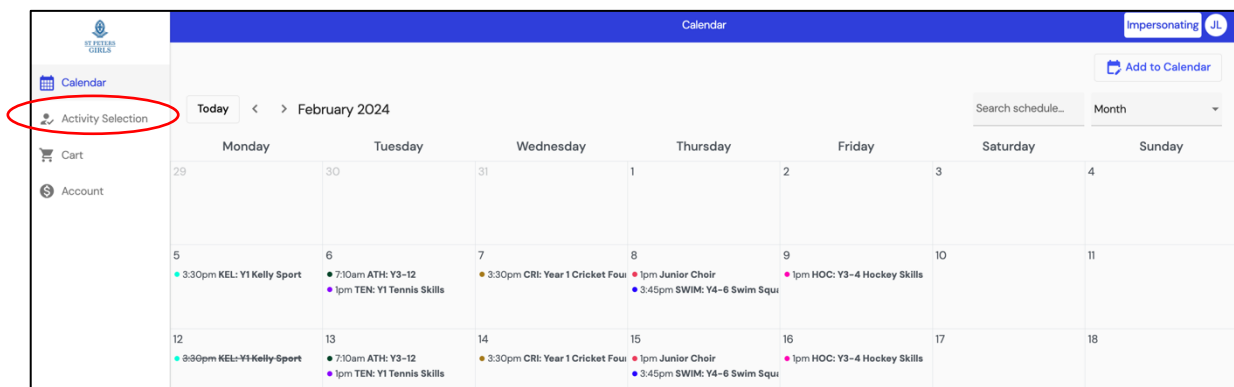 ST PETERS
GIRLS
Calendar
Impersonating JL
Calendar
Activity Selection
Cart
Account
Add to Calendar
Today < > February 2024
Search schedule... Month
Monday Tuesday Wednesday Thursday Friday Saturday Sunday
29 30 31 1 2 3 4
5 6 7 8 9 10 11
3:30pm KEL: Y1 Kelly Sport 7:10am ATH: Y3-12 3:30pm CRI: Year 1 Cricket Four 1pm Junior Choir 1pm HOC: Y3-4 Hockey Skills
1pm TEN: Y1 Tennis Skills 3:45pm SWIM: Y4-6 Swim Squa
12 13 14 15 16 17 18
3:30pm KEL: Y1 Kelly Sport 7:10am ATH: Y3-12 3:30pm CRI: Year 1 Cricket Four 1pm Junior Choir 1pm HOC: Y3-4 Hockey Skills
1pm TEN: Y1 Tennis Skills 3:45pm SWIM: Y4-6 Swim Squa